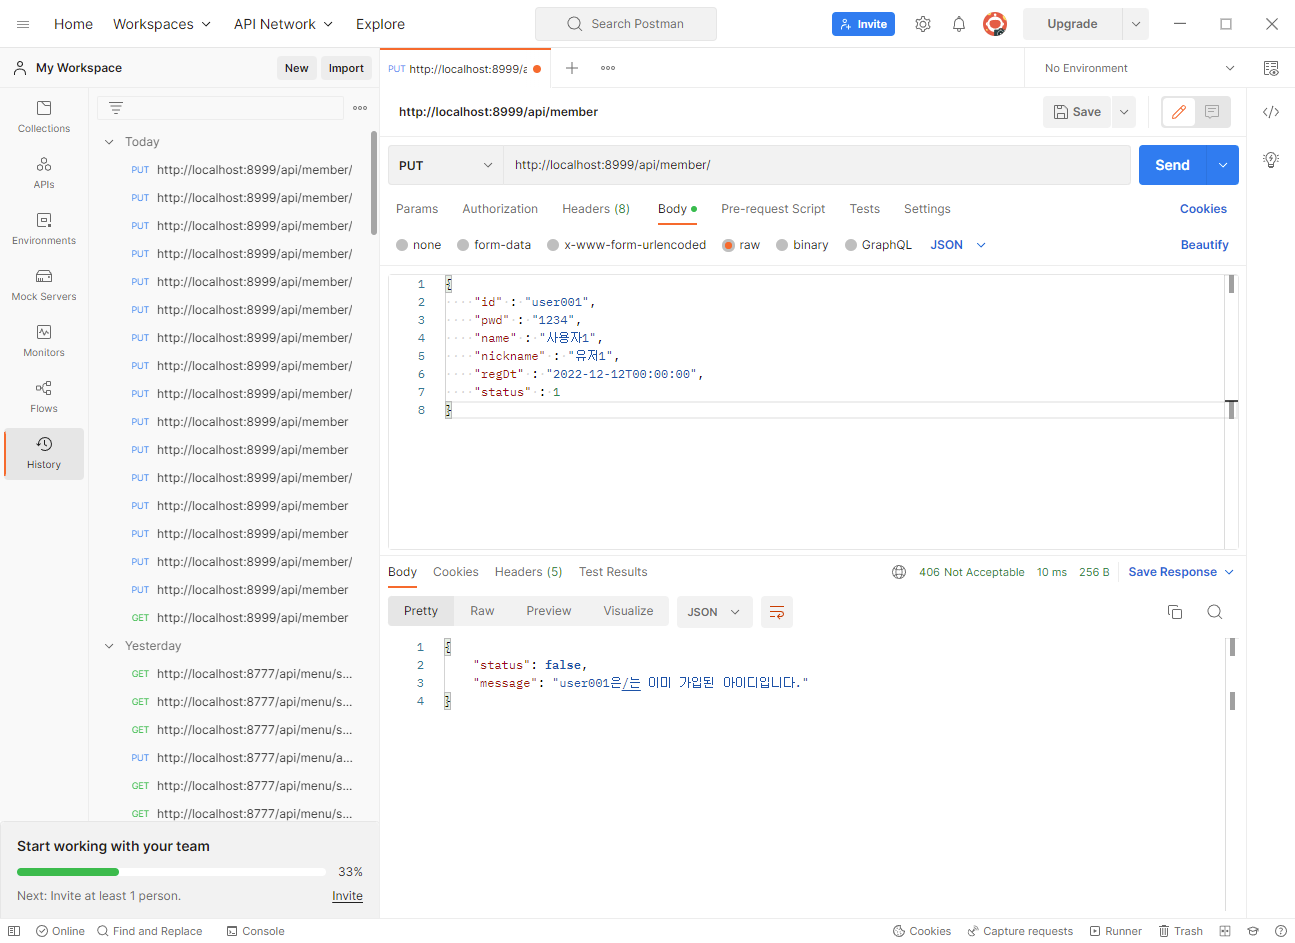 Home Workspaces API Network Explore Search Postman Invite Upgrade
My Workspace New Import PUT http://localhost:8999/a No Environment
Collections
APIs
Environments
Mock Servers
Monitors
Flows
History
Today
PUT http://localhost:8999/api/member/
PUT http://localhost:8999/api/member/
PUT http://localhost:8999/api/member/
PUT http://localhost:8999/api/member/
PUT http://localhost:8999/api/member/
PUT http://localhost:8999/api/member/
PUT http://localhost:8999/api/member/
PUT http://localhost:8999/api/member/
PUT http://localhost:8999/api/member/
PUT http://localhost:8999/api/member
PUT http://localhost:8999/api/member
PUT http://localhost:8999/api/member/
PUT http://localhost:8999/api/member
PUT http://localhost:8999/api/member
PUT http://localhost:8999/api/member/
PUT http://localhost:8999/api/member
GET http://localhost:8999/api/member
Yesterday
GET http://localhost:8777/api/menu/s...
GET http://localhost:8777/api/menu/s...
GET http://localhost:8777/api/menu/s...
PUT http://localhost:8777/api/menu/a...
GET http://localhost:8777/api/menu/s...
GET http://localhost:8777/api/menu/s...
Start working with your team
33%
Next: Invite at least 1 person. Invite
http://localhost:8999/api/member Save
PUT http://localhost:8999/api/member/ Send
Params Authorization Headers (8) Body Pre-request Script Tests Settings Cookies
none form-data x-www-form-urlencoded raw binary GraphQL JSON Beautify
1 {
2 "id" : "user001",
3 "pwd" : "1234",
4 "name" : "사용자1",
5 "nickname" : "유저1",
6 "regDt" : "2022-12-12T00:00:00",
7 "status" : 1
8 }
Body Cookies Headers (5) Test Results 406 Not Acceptable 10 ms 256 B Save Response
Pretty Raw Preview Visualize JSON
1 {
2 "status": false,
3 "message": "user001은/는 이미 가입된 아이디입니다."
4 }
Online Find and Replace Console Cookies Capture requests Runner Trash